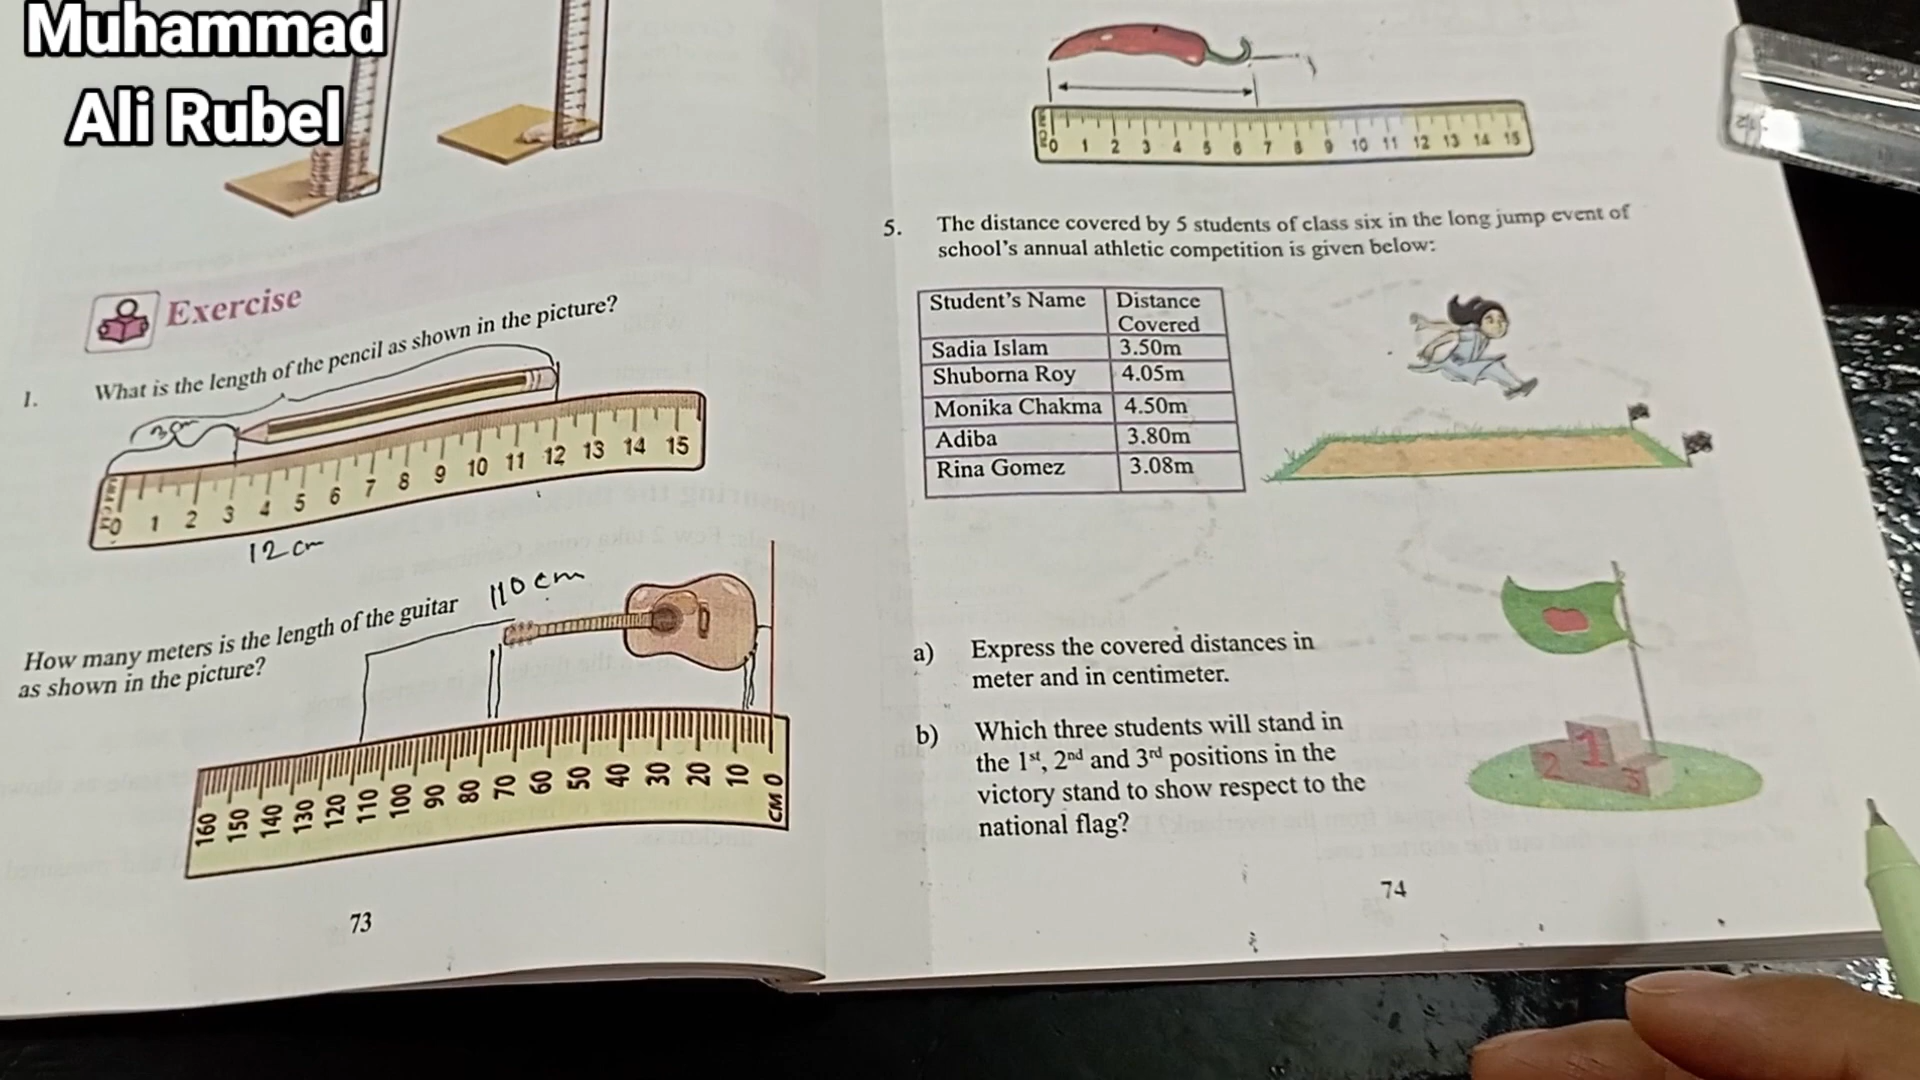 Muhammad
Ali Rubel
Exercise
1. What is the length of the pencil as shown in the picture?
3cm
0 1 2 3 4 5 6 7 8 9 10 11 12 13 14 15
12 cm
How many meters is the length of the guitar 110 cm
as shown in the picture?
160 150 140 130 120 110 100 90 80 70 60 50 40 30 20 10 CM 0
73
0 1 2 3 4 5 6 7 8 9 10 11 12 13 14 15
5. The distance covered by 5 students of class six in the long jump event of
school's annual athletic competition is given below:
Student's Name Distance
Covered
Sadia Islam 3.50m
Shuborna Roy 4.05m
Monika Chakma 4.50m
Adiba 3.80m
Rina Gomez 3.08m
a) Express the covered distances in
meter and in centimeter.
b) Which three students will stand in
the 1st, 2nd and 3rd positions in the
victory stand to show respect to the
national flag?
2 1 3
74